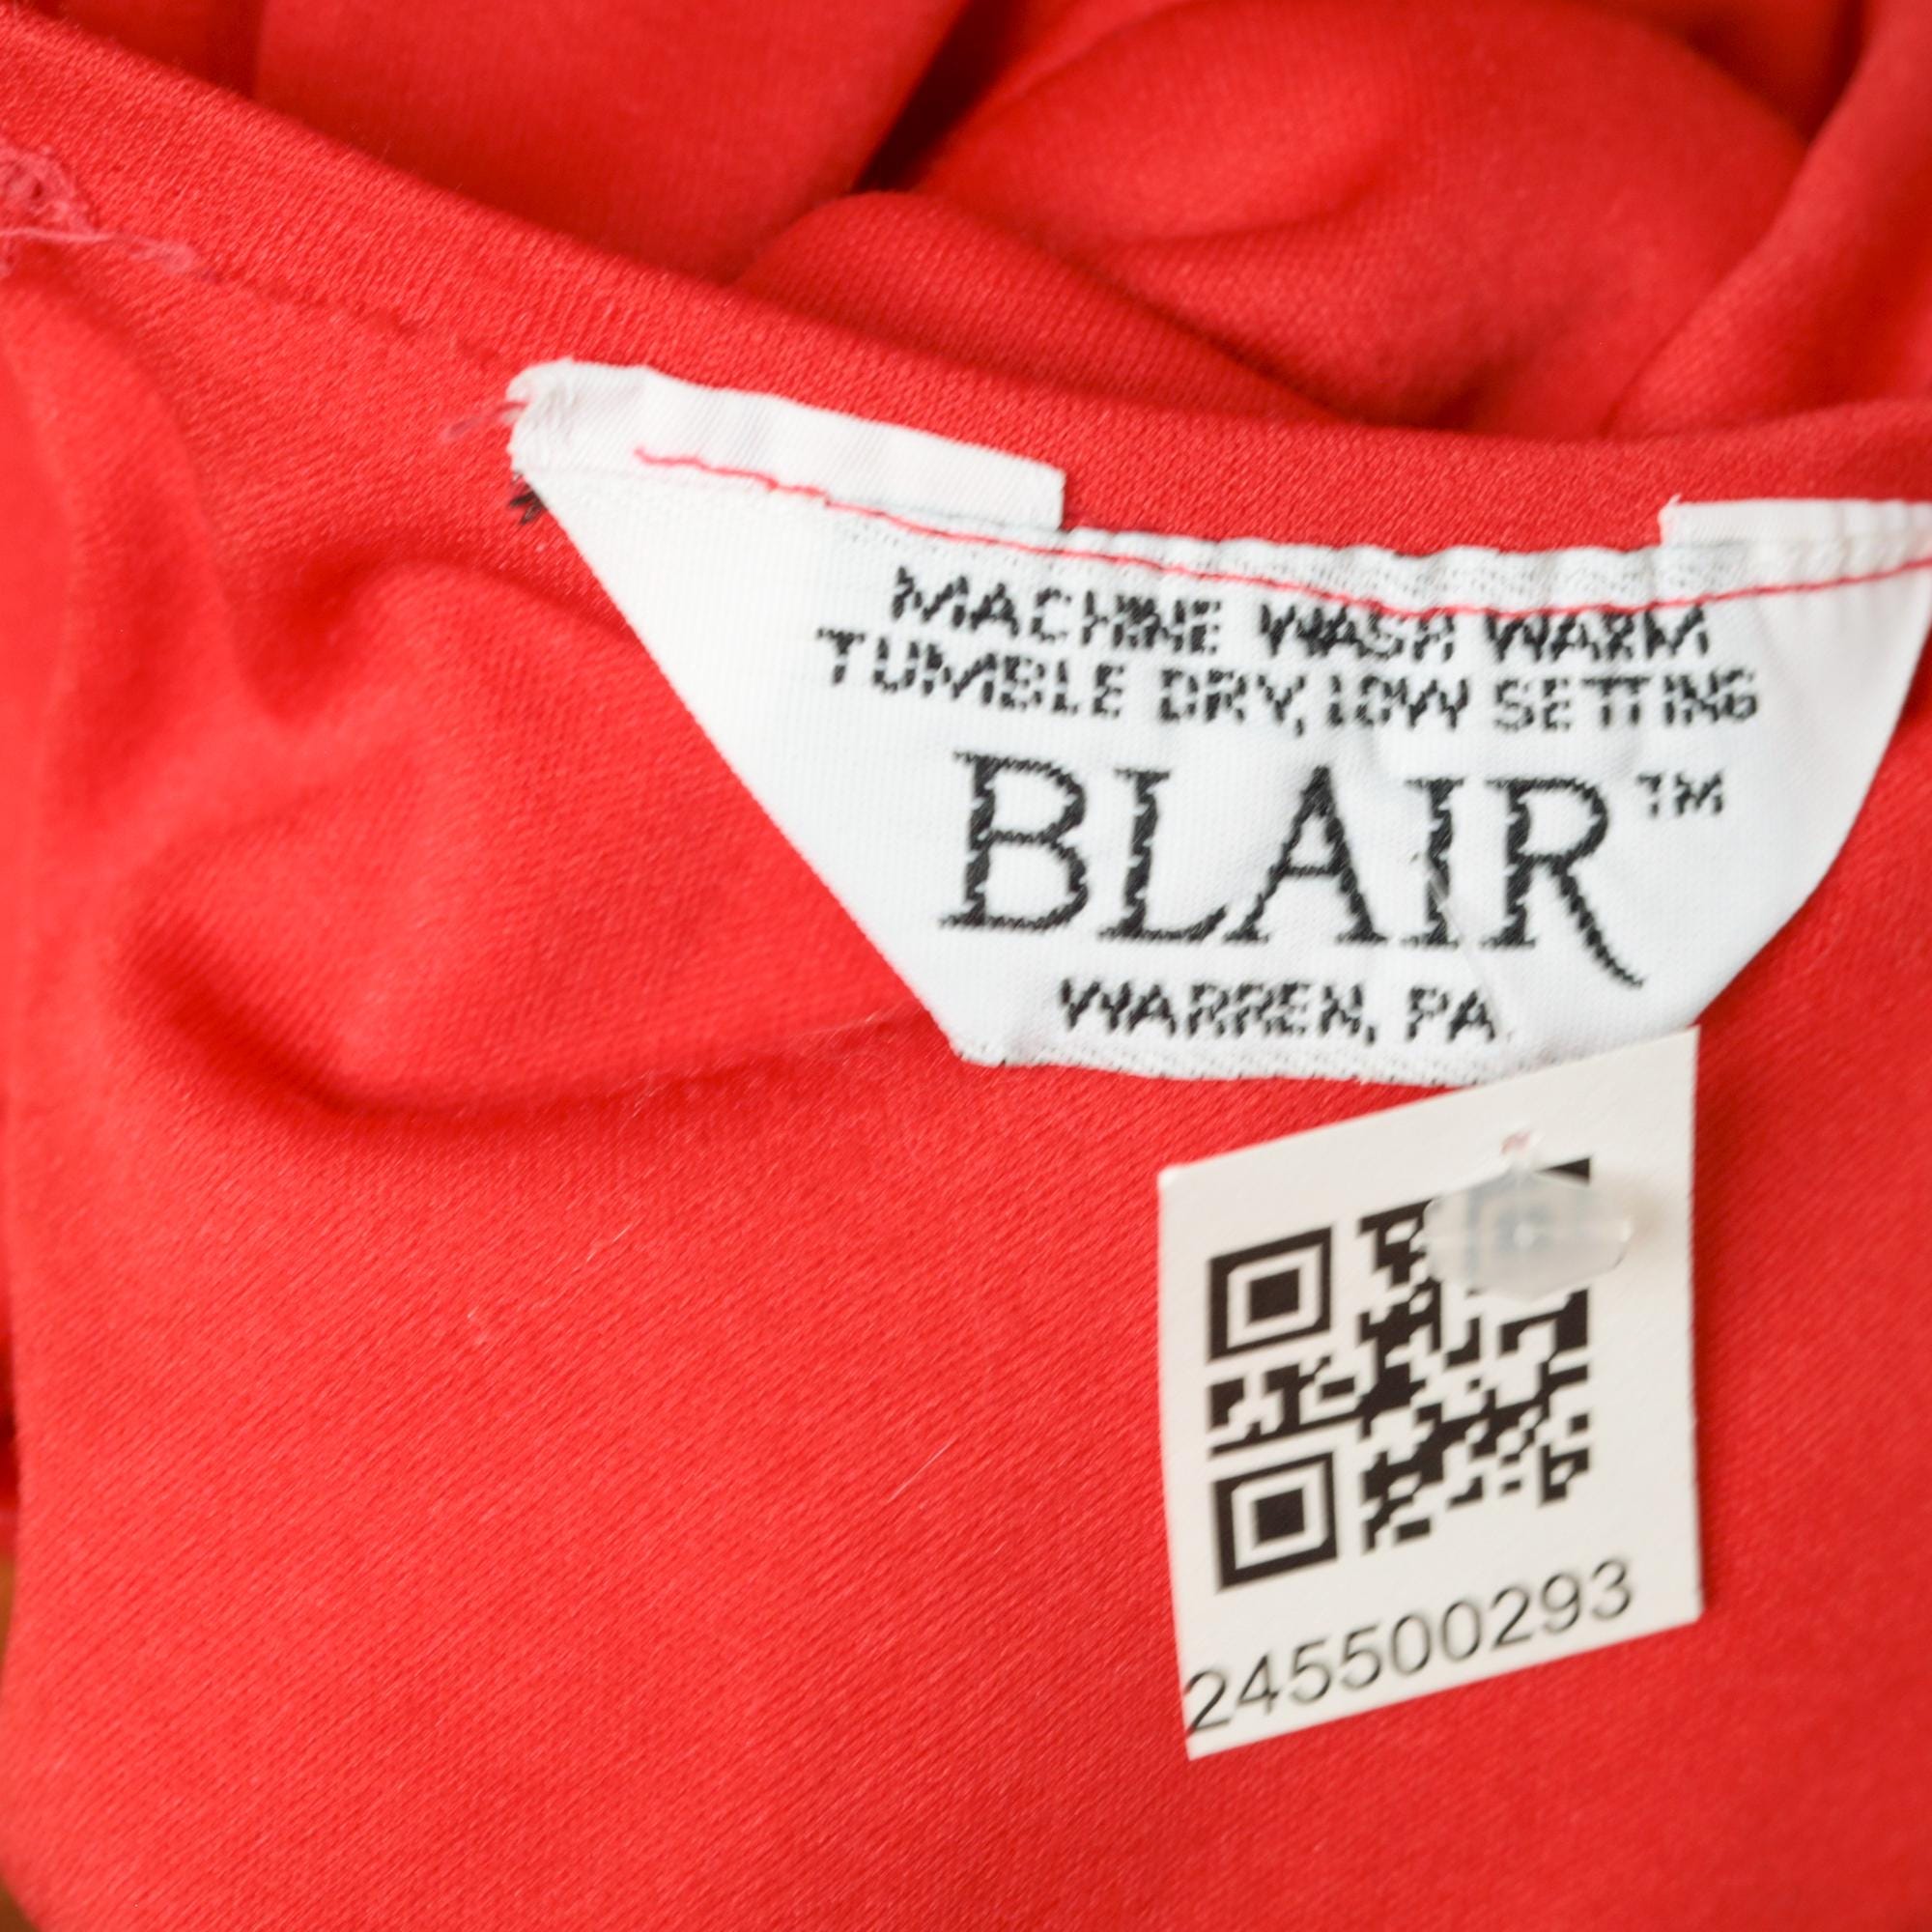 MACHINE WASH WARM
TUMBLE DRY, LOW SETTING
BLAIR™
WARREN, PA.
245500293